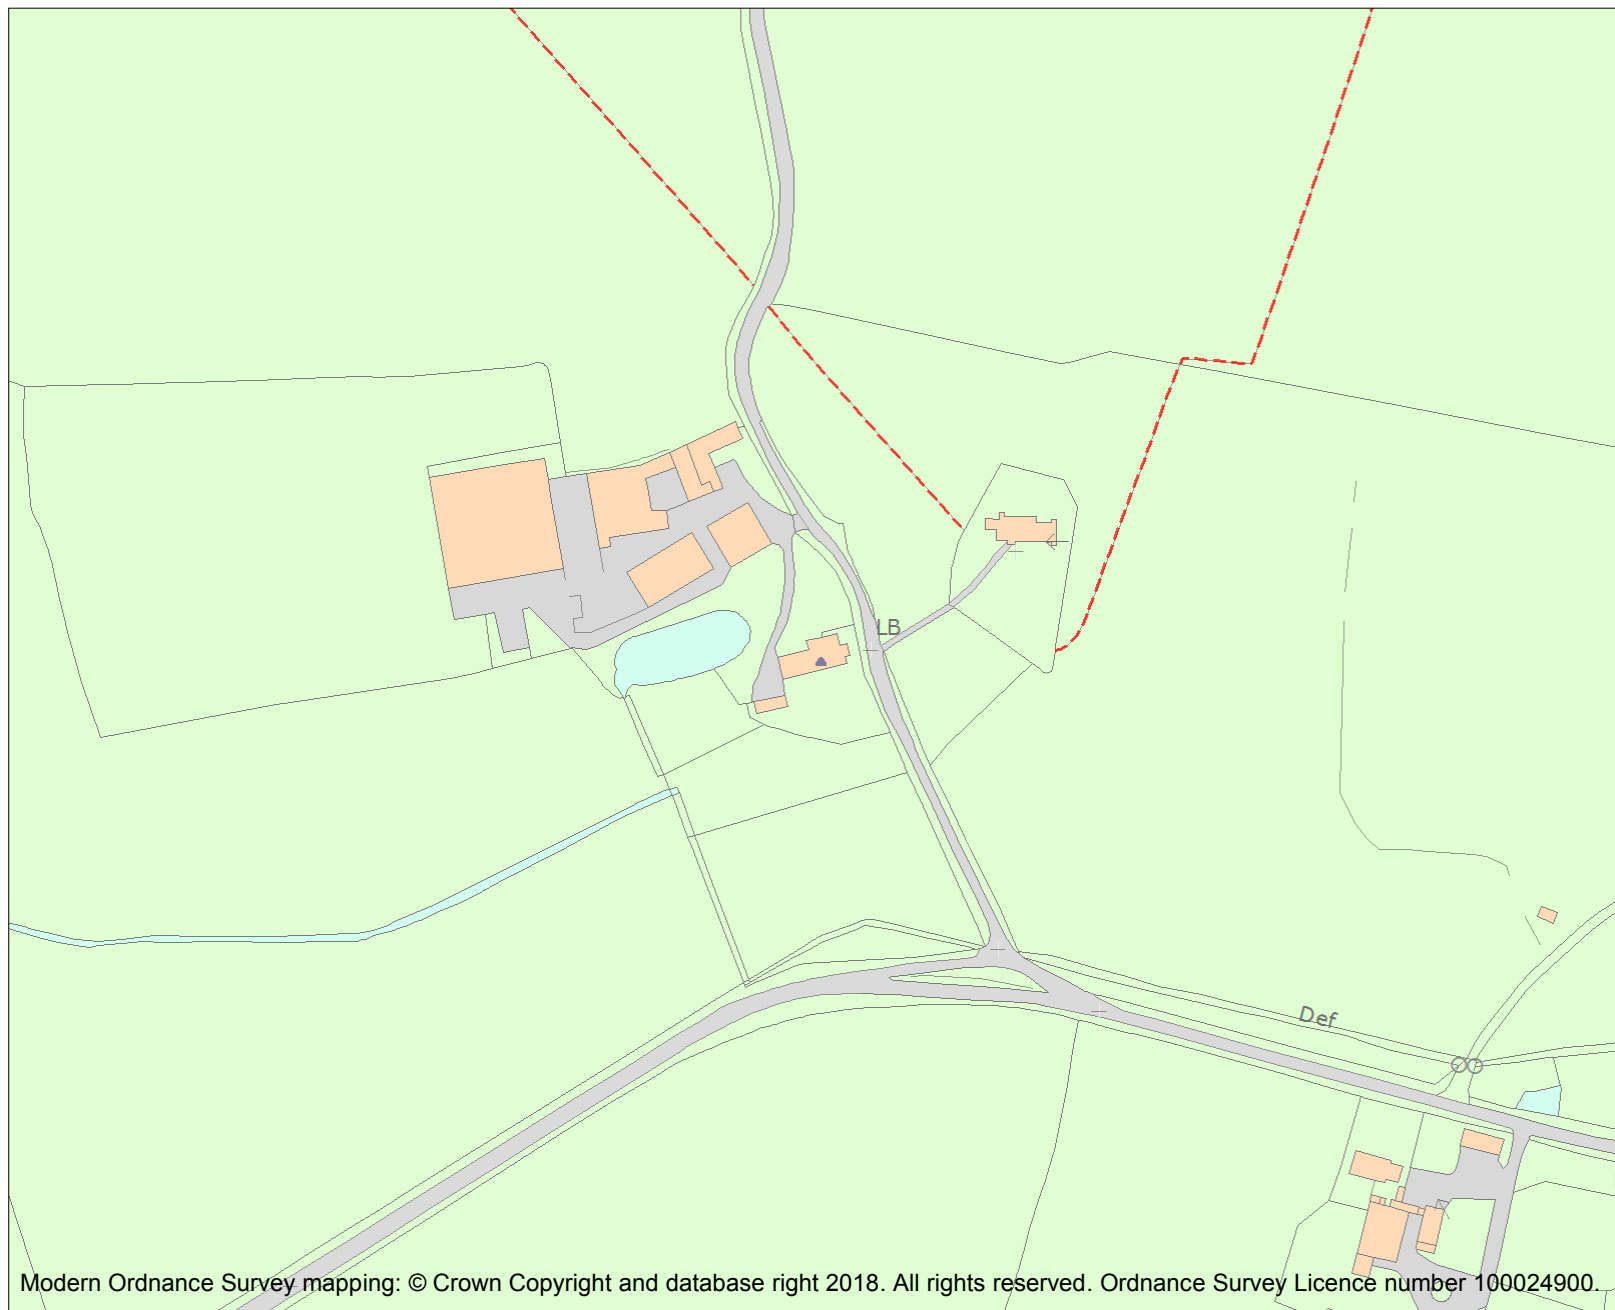 LB
Def
Modern Ordnance Survey mapping: © Crown Copyright and database right 2018. All rights reserved. Ordnance Survey Licence number 100024900.